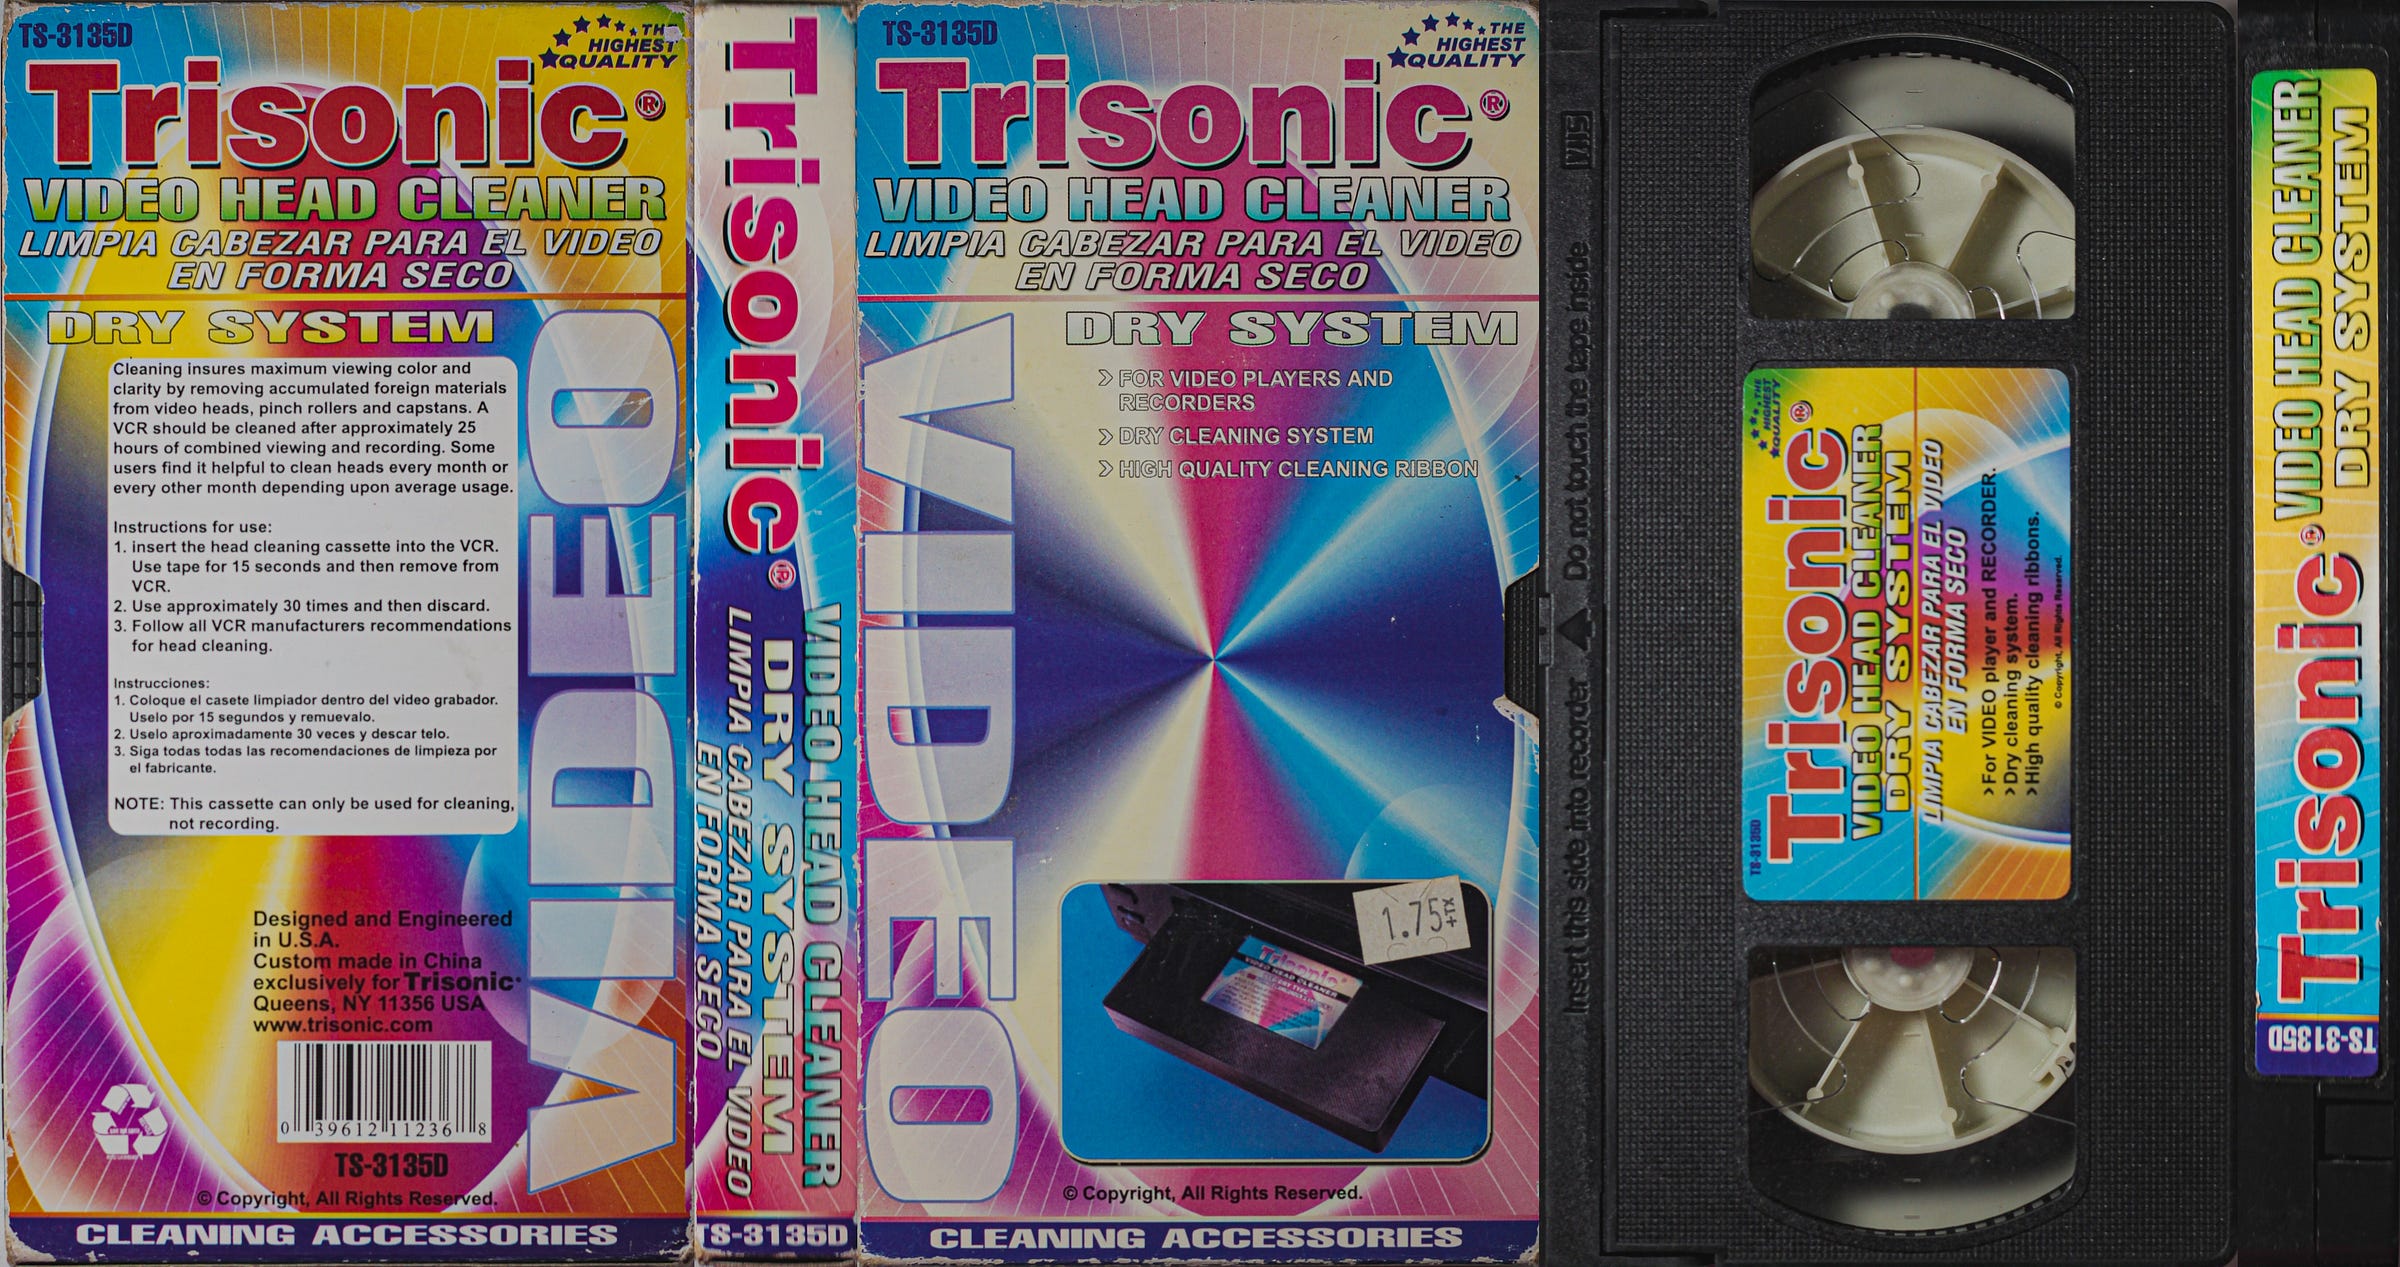 TS-3135D
THE
HIGHEST
QUALITY
Trisonic®
VIDEO HEAD CLEANER
LIMPIA CABEZAR PARA EL VIDEO
EN FORMA SECO
DRY SYSTEM
Cleaning insures maximum viewing color and
clarity by removing accumulated foreign materials
from video heads, pinch rollers and capstans. A
VCR should be cleaned after approximately 25
hours of combined viewing and recording. Some
users find it helpful to clean heads every month or
every other month depending upon average usage.
Instructions for use:
1. insert the head cleaning cassette into the VCR.
Use tape for 15 seconds and then remove from
VCR.
2. Use approximately 30 times and then discard.
3. Follow all VCR manufacturers recommendations
for head cleaning.
Instrucciones:
1. Coloque el casete limpiador dentro del video grabador.
Uselo por 15 segundos y remuevalo.
2. Uselo aproximadamente 30 veces y descar telo.
3. Siga todas todas las recomendaciones de limpieza por
el fabricante.
NOTE: This cassette can only be used for cleaning,
not recording.
VIDEO
Designed and Engineered
in U.S.A.
Custom made in China
exclusively for Trisonic
Queens, NY 11356 USA
www.trisonic.com
0 39612 11236 8
TS-3135D
© Copyright, All Rights Reserved.
CLEANING ACCESSORIES
Trisonic®
VIDEO HEAD CLEANER
DRY SYSTEM
LIMPIA CABEZAR PARA EL VIDEO
EN FORMA SECO
TS-3135D
TS-3135D
THE
HIGHEST
QUALITY
Trisonic®
VIDEO HEAD CLEANER
LIMPIA CABEZAR PARA EL VIDEO
EN FORMA SECO
DRY SYSTEM
> FOR VIDEO PLAYERS AND
RECORDERS
> DRY CLEANING SYSTEM
> HIGH QUALITY CLEANING RIBBON
VIDEO
1.75+TX
Trisonic
VIDEO HEAD CLEANER
© Copyright, All Rights Reserved.
CLEANING ACCESSORIES
VHS
Insert this side into recorder ▲ Do not touch the tape inside
TS-3135D
THE
HIGHEST
QUALITY
Trisonic®
VIDEO HEAD CLEANER
DRY SYSTEM
LIMPIA CABEZAR PARA EL VIDEO
EN FORMA SECO
> For VIDEO player and RECORDER.
> Dry cleaning system.
> High quality cleaning ribbons.
© Copyright, All Rights Reserved.
TS-3135D
Trisonic® VIDEO HEAD CLEANER
DRY SYSTEM